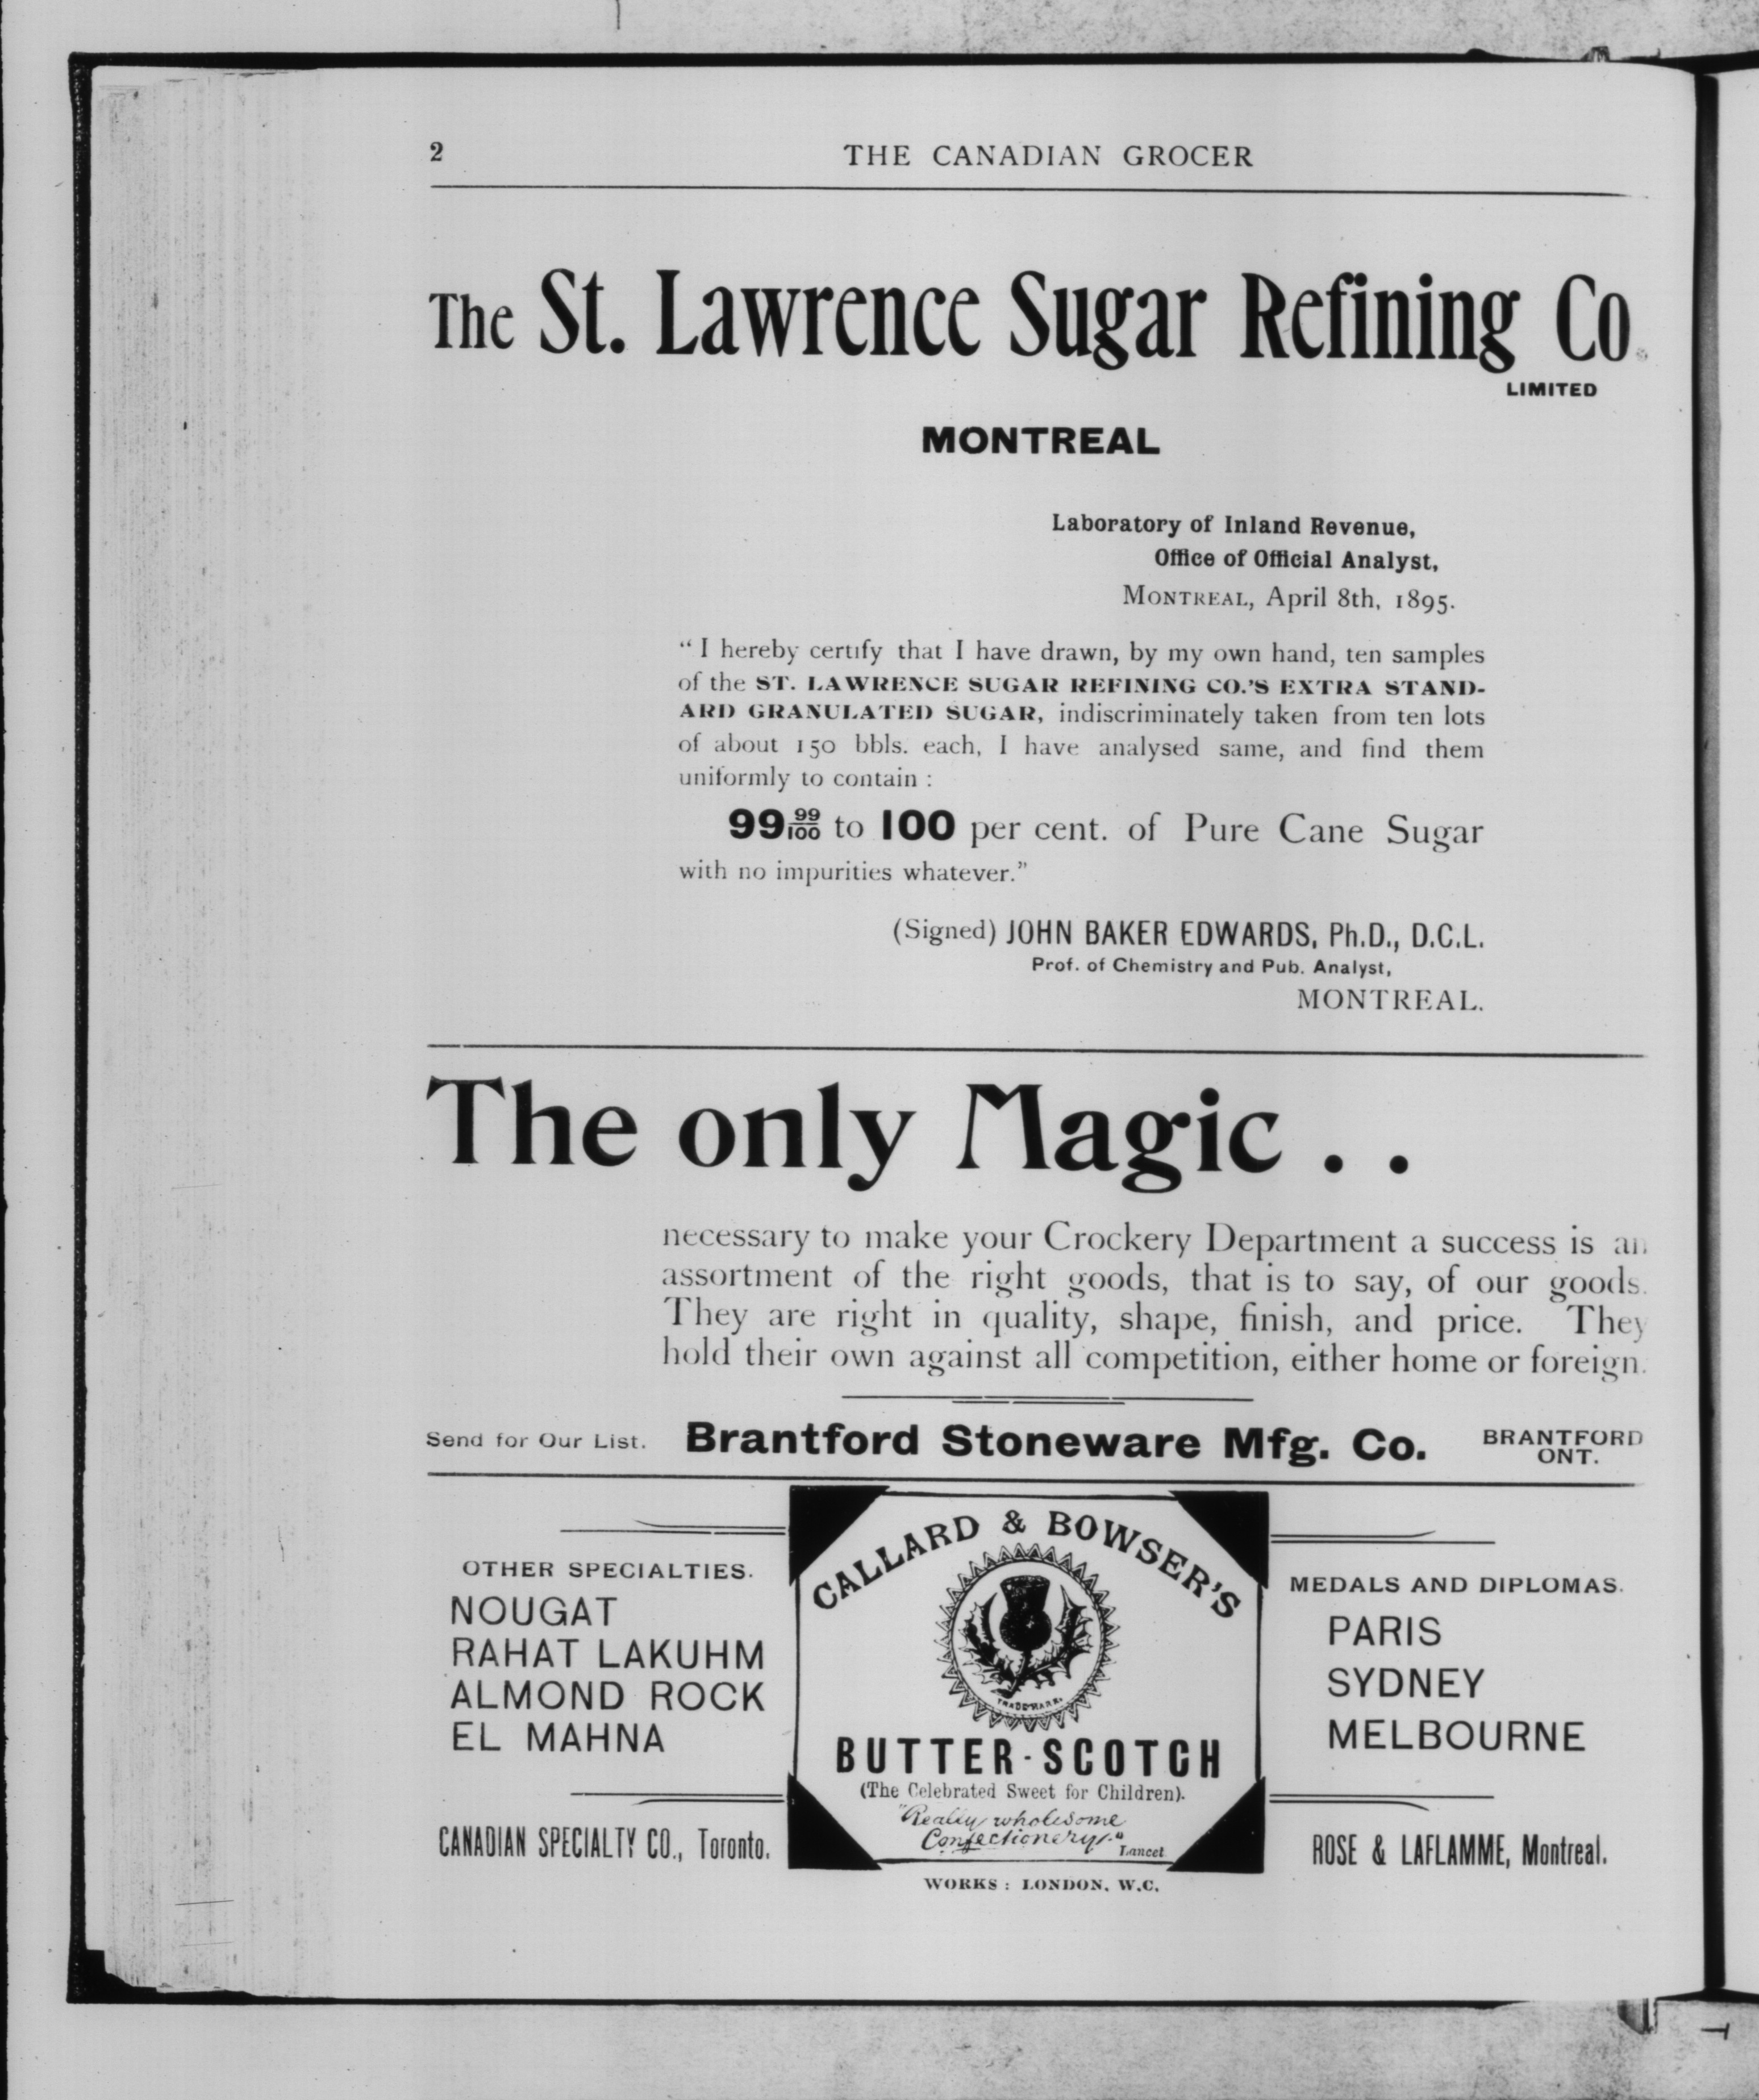 2
THE CANADIAN GROCER
The St. Lawrence Sugar Refining Co.
LIMITED
MONTREAL
Laboratory of Inland Revenue,
Office of Official Analyst,
MONTREAL, April 8th, 1895.
“I hereby certify that I have drawn, by my own hand, ten samples
of the ST. LAWRENCE SUGAR REFINING CO.'S EXTRA STAND-
ARD GRANULATED SUGAR, indiscriminately taken from ten lots
of about 150 bbls. each, I have analysed same, and find them
uniformly to contain :
99 99/100 to 100 per cent. of Pure Cane Sugar
with no impurities whatever.”
(Signed) JOHN BAKER EDWARDS, Ph.D., D.C.L.
Prof. of Chemistry and Pub. Analyst,
MONTREAL.
The only Magic . .
necessary to make your Crockery Department a success is an
assortment of the right goods, that is to say, of our goods.
They are right in quality, shape, finish, and price. They
hold their own against all competition, either home or foreign.
Send for Our List. Brantford Stoneware Mfg. Co. BRANTFORD
ONT.
OTHER SPECIALTIES.
NOUGAT
RAHAT LAKUHM
ALMOND ROCK
EL MAHNA
CANADIAN SPECIALTY CO., Toronto.
CALLARD & BOWSER'S
TRADE MARK.
BUTTER-SCOTCH
(The Celebrated Sweet for Children).
"Really wholesome
Confectionery."
Lancet
WORKS : LONDON, W.C.
MEDALS AND DIPLOMAS.
PARIS
SYDNEY
MELBOURNE
ROSE & LAFLAMME, Montreal.